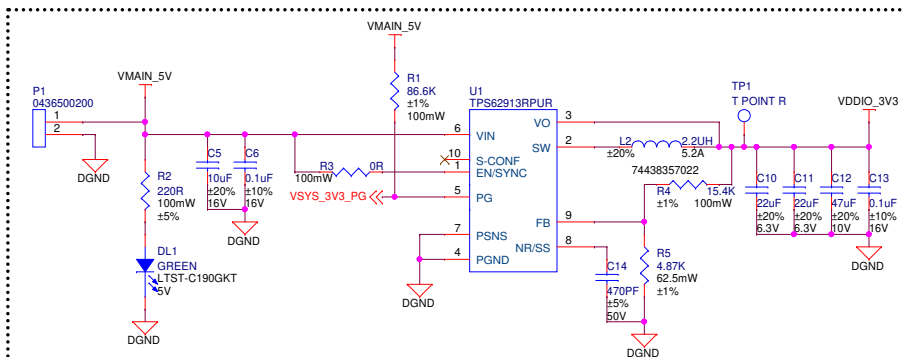 VMAIN_5V
P1
0436500200
1
2
DGND
VMAIN_5V
R1
86.6K
±1%
100mW
U1
TPS62913RPUR
6
VIN
10
S-CONF
1
EN/SYNC
5
PG
7
PSNS
4
PGND
VO
3
SW
2
FB
9
NR/SS
8
TP1
T POINT R
VDDIO_3V3
L2
2.2UH
±20%
5.2A
74438357022
R4
15.4K
±1%
100mW
C5
10uF
±20%
16V
C6
0.1uF
±10%
16V
R3
0R
100mW
VSYS_3V3_PG
R2
220R
100mW
±5%
DGND
DL1
GREEN
LTST-C190GKT
5V
DGND
DGND
C14
470PF
±5%
50V
R5
4.87K
62.5mW
±1%
DGND
C10
22uF
±20%
6.3V
C11
22uF
±20%
6.3V
C12
47uF
±20%
10V
C13
0.1uF
±10%
16V
DGND